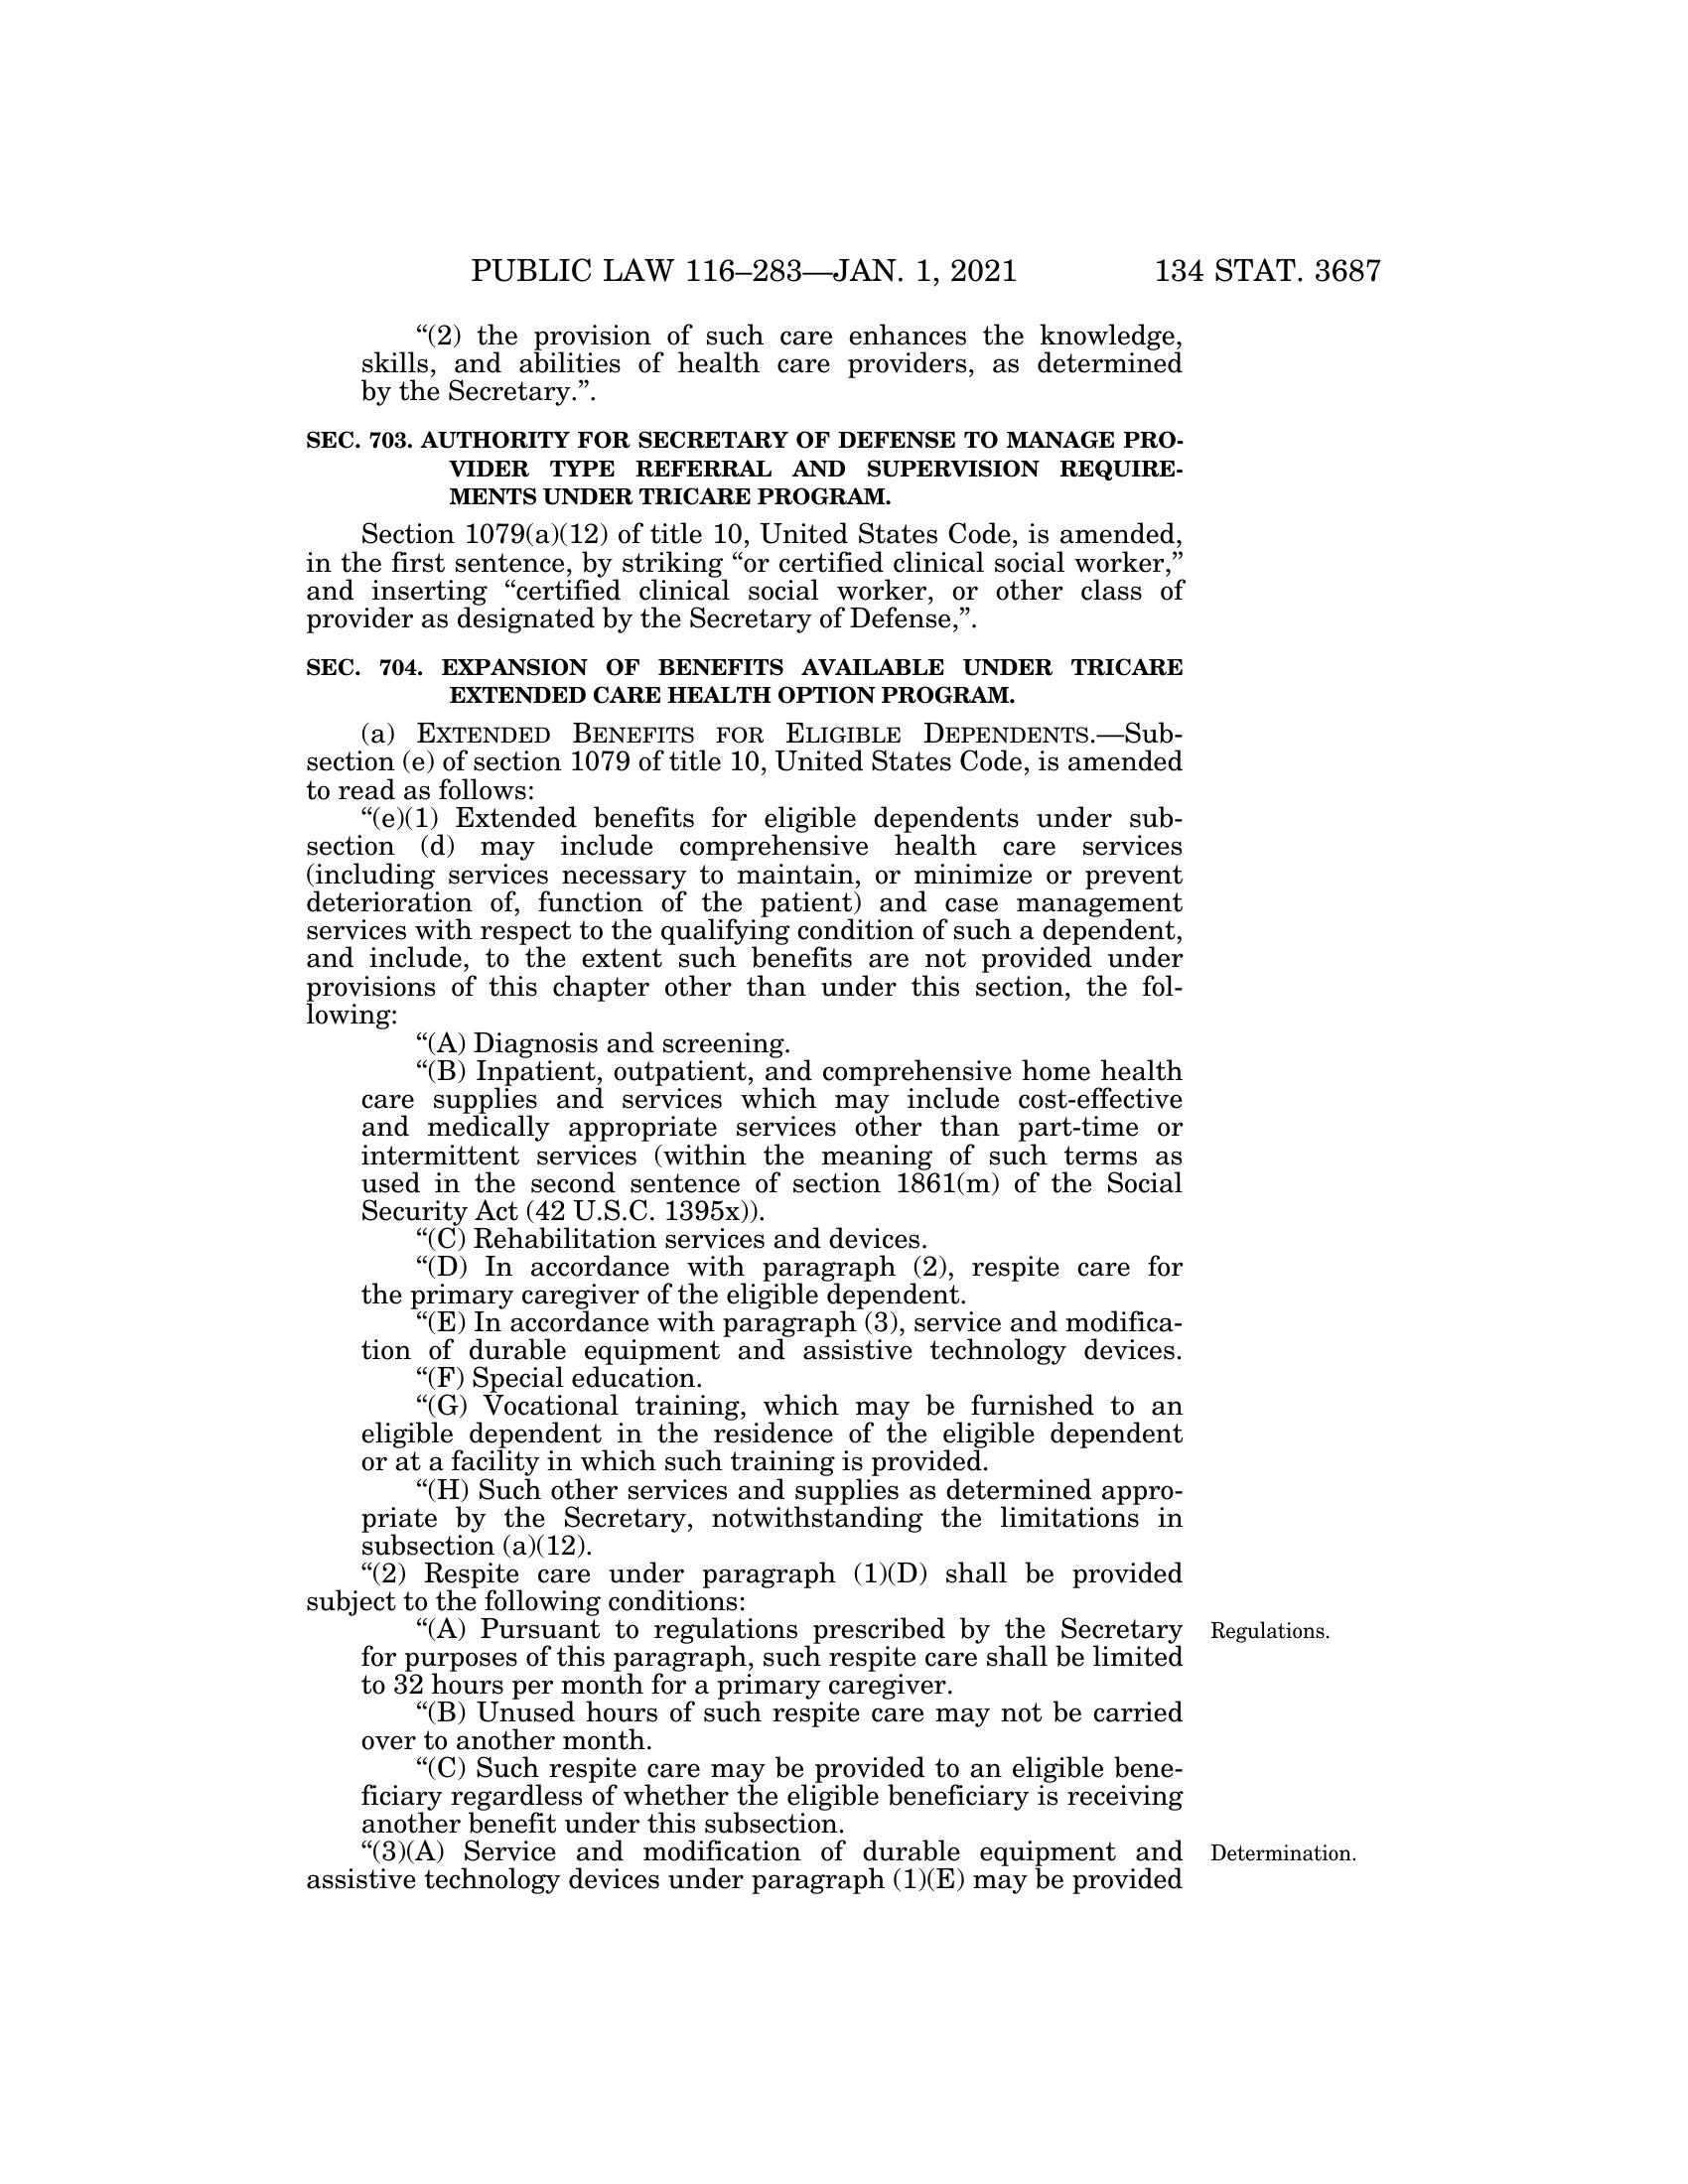 PUBLIC LAW 116–283—JAN. 1, 2021 134 STAT. 3687
“(2) the provision of such care enhances the knowledge,
skills, and abilities of health care providers, as determined
by the Secretary.”.
SEC. 703. AUTHORITY FOR SECRETARY OF DEFENSE TO MANAGE PRO-
VIDER TYPE REFERRAL AND SUPERVISION REQUIRE-
MENTS UNDER TRICARE PROGRAM.
Section 1079(a)(12) of title 10, United States Code, is amended,
in the first sentence, by striking “or certified clinical social worker,”
and inserting “certified clinical social worker, or other class of
provider as designated by the Secretary of Defense,”.
SEC. 704. EXPANSION OF BENEFITS AVAILABLE UNDER TRICARE
EXTENDED CARE HEALTH OPTION PROGRAM.
(a) EXTENDED BENEFITS FOR ELIGIBLE DEPENDENTS.—Sub-
section (e) of section 1079 of title 10, United States Code, is amended
to read as follows:
“(e)(1) Extended benefits for eligible dependents under sub-
section (d) may include comprehensive health care services
(including services necessary to maintain, or minimize or prevent
deterioration of, function of the patient) and case management
services with respect to the qualifying condition of such a dependent,
and include, to the extent such benefits are not provided under
provisions of this chapter other than under this section, the fol-
lowing:
“(A) Diagnosis and screening.
“(B) Inpatient, outpatient, and comprehensive home health
care supplies and services which may include cost-effective
and medically appropriate services other than part-time or
intermittent services (within the meaning of such terms as
used in the second sentence of section 1861(m) of the Social
Security Act (42 U.S.C. 1395x)).
“(C) Rehabilitation services and devices.
“(D) In accordance with paragraph (2), respite care for
the primary caregiver of the eligible dependent.
“(E) In accordance with paragraph (3), service and modifica-
tion of durable equipment and assistive technology devices.
“(F) Special education.
“(G) Vocational training, which may be furnished to an
eligible dependent in the residence of the eligible dependent
or at a facility in which such training is provided.
“(H) Such other services and supplies as determined appro-
priate by the Secretary, notwithstanding the limitations in
subsection (a)(12).
“(2) Respite care under paragraph (1)(D) shall be provided
subject to the following conditions:
“(A) Pursuant to regulations prescribed by the Secretary
for purposes of this paragraph, such respite care shall be limited
to 32 hours per month for a primary caregiver.
“(B) Unused hours of such respite care may not be carried
over to another month.
“(C) Such respite care may be provided to an eligible bene-
ficiary regardless of whether the eligible beneficiary is receiving
another benefit under this subsection.
“(3)(A) Service and modification of durable equipment and
assistive technology devices under paragraph (1)(E) may be provided
Regulations.
Determination.